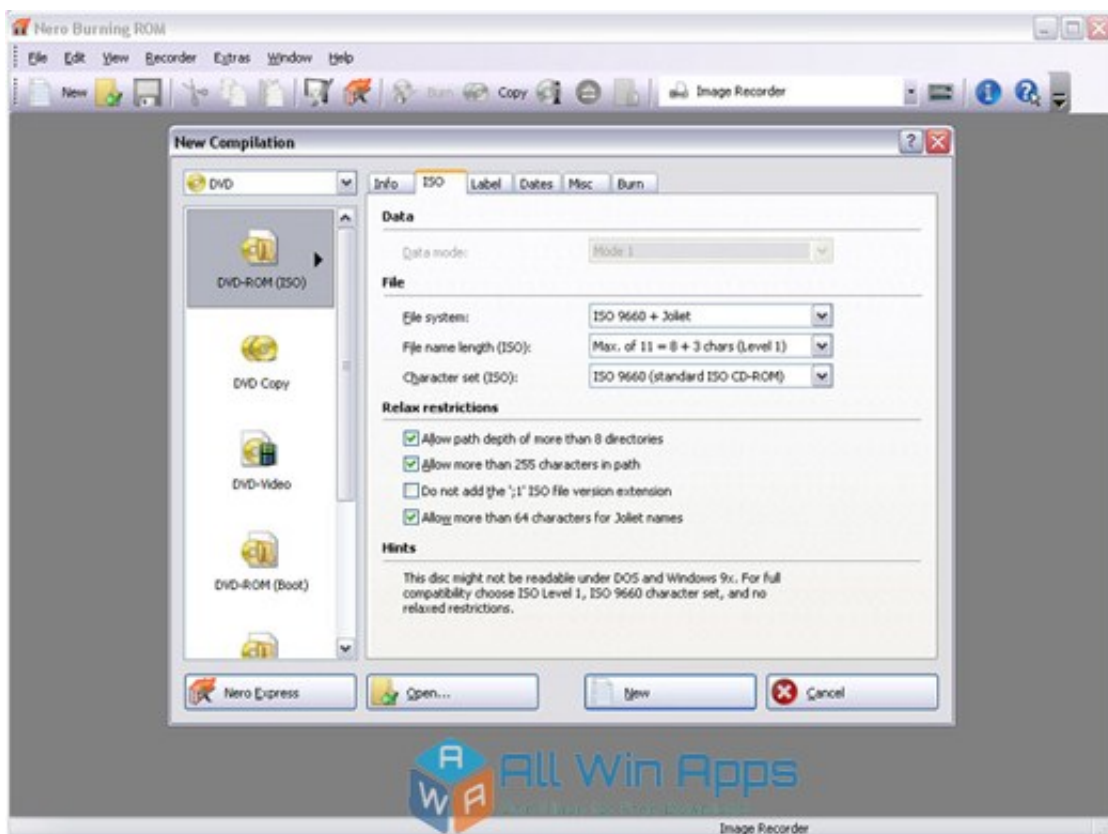 Nero Burning ROM
File Edit View Recorder Extras Window Help
New Burn Copy Image Recorder
New Compilation
DVD
Info ISO Label Dates Misc Burn
DVD-ROM (ISO)
DVD Copy
DVD-Video
DVD-ROM (Boot)
Data
Data mode: Mode 1
File
File system: ISO 9660 + Joliet
File name length (ISO): Max. of 11 = 8 + 3 chars (Level 1)
Character set (ISO): ISO 9660 (standard ISO CD-ROM)
Relax restrictions
Allow path depth of more than 8 directories
Allow more than 255 characters in path
Do not add the ';1' ISO file version extension
Allow more than 64 characters for Joliet names
Hints
This disc might not be readable under DOS and Windows 9x. For full
compatibility choose ISO Level 1, ISO 9660 character set, and no
relaxed restrictions.
Nero Express Open... New Cancel
AWA
All Win Apps
Image Recorder